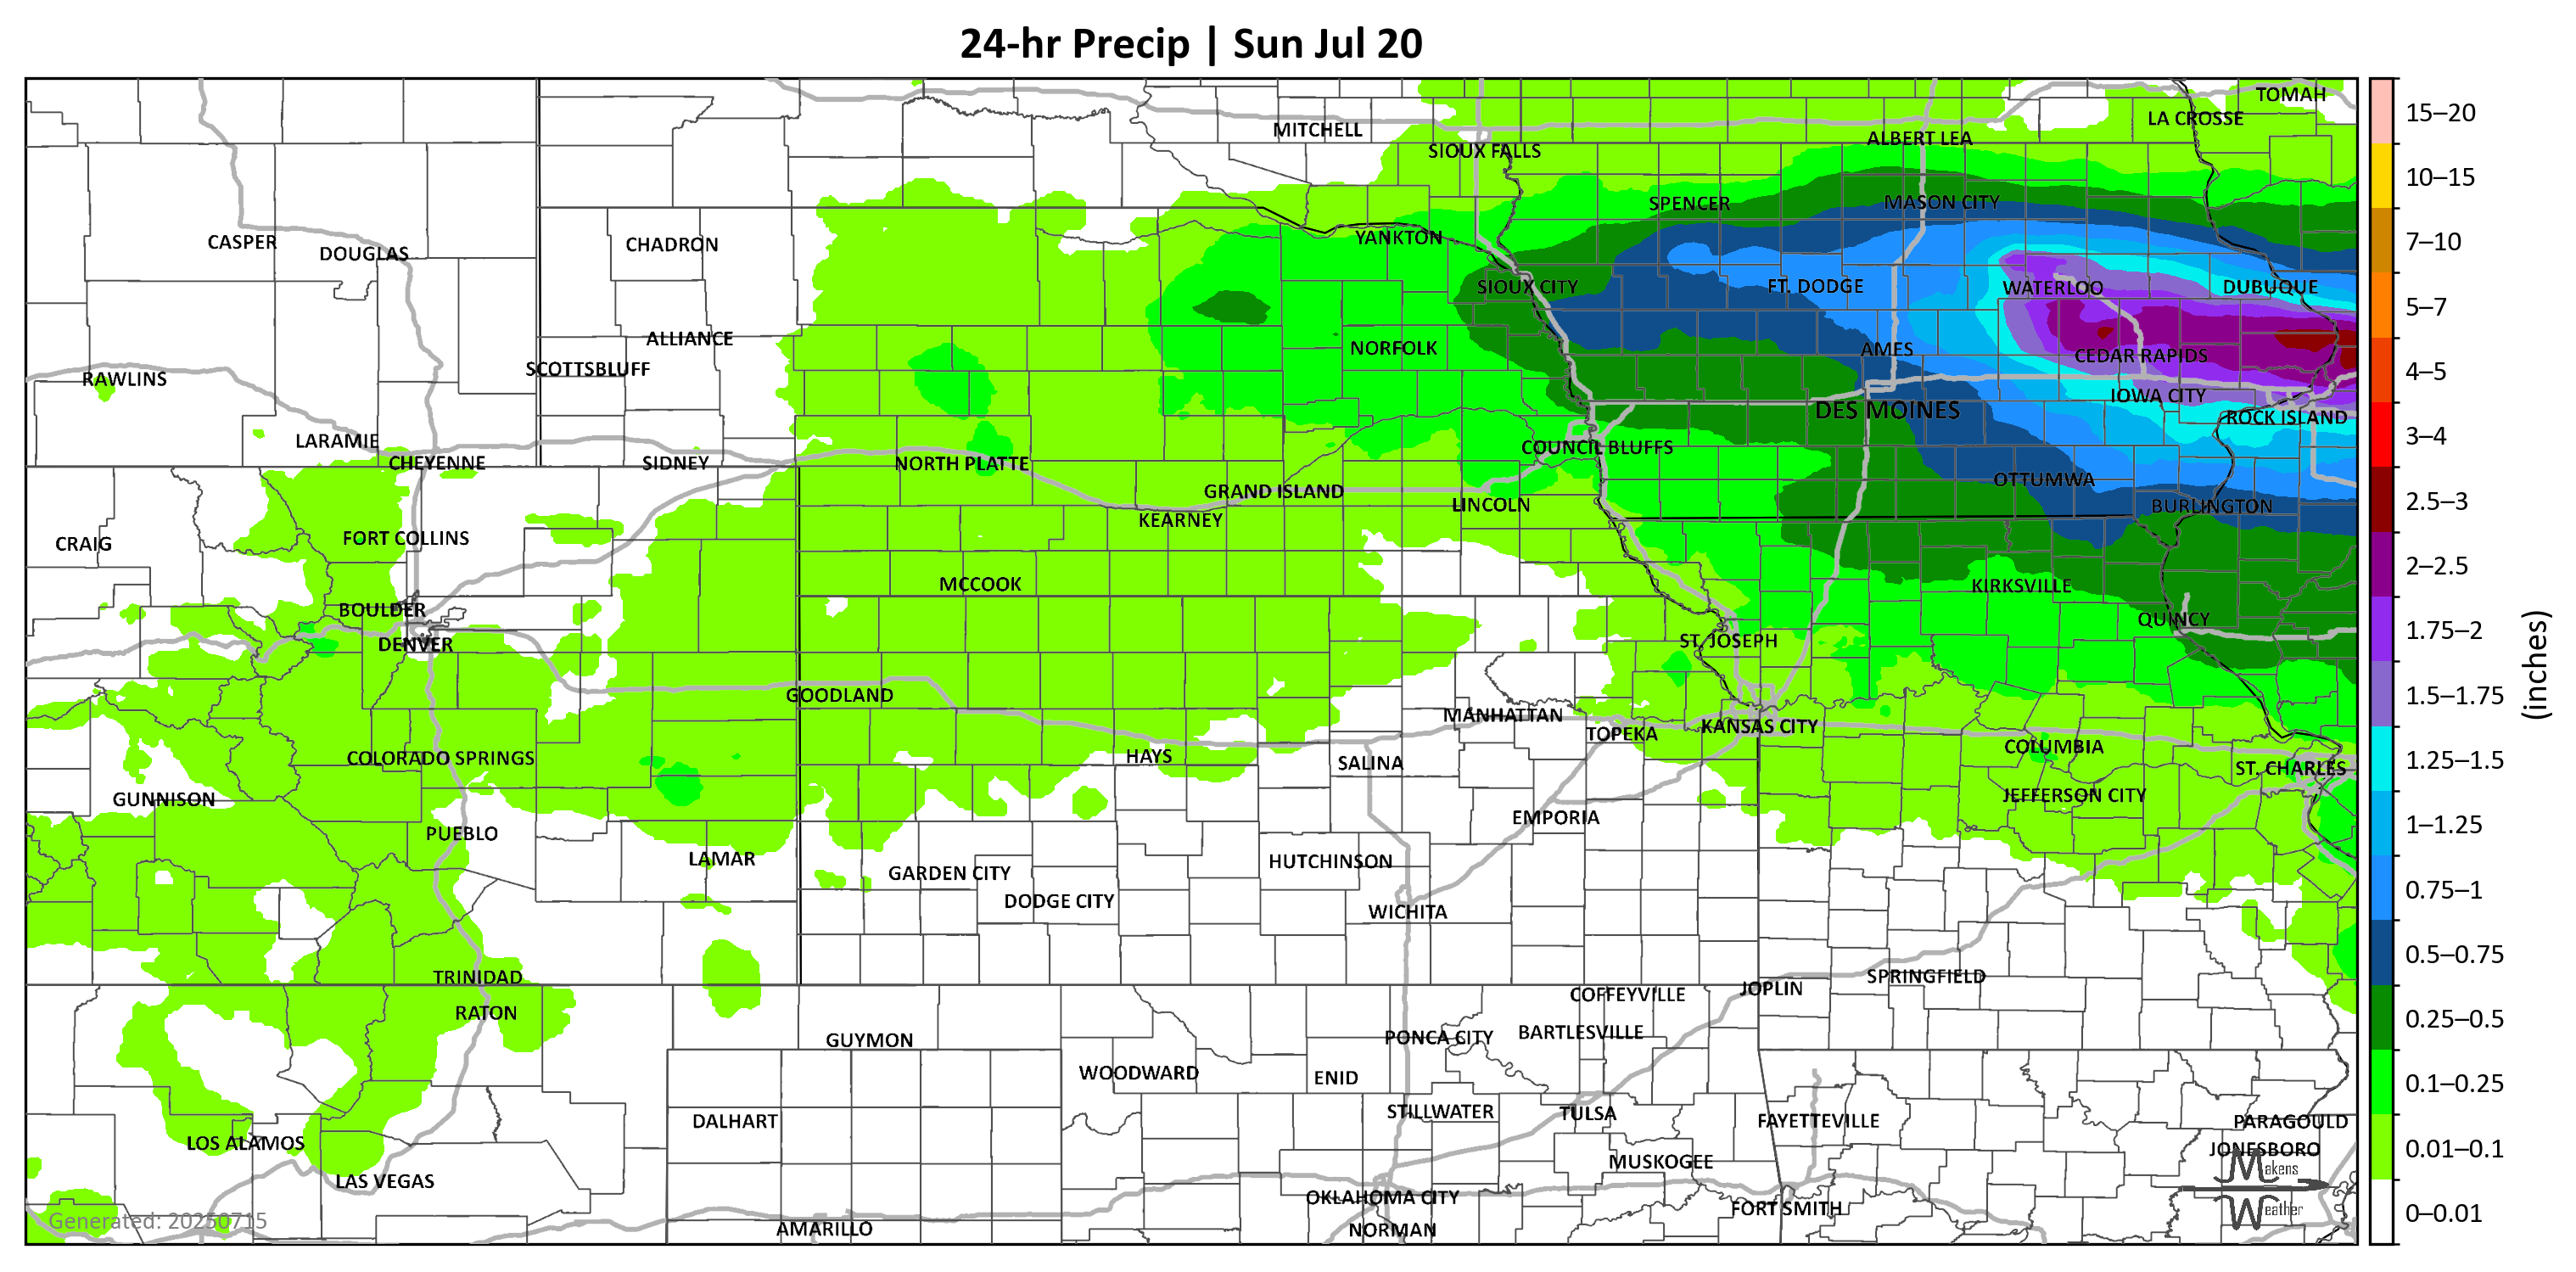 24-hr Precip | Sun Jul 20
TOMAH
LA CROSSE
MITCHELL
ALBERT LEA
SIOUX FALLS
SPENCER
MASON CITY
YANKTON
CASPER
DOUGLAS
CHADRON
SIOUX CITY
FT. DODGE
WATERLOO
DUBUQUE
ALLIANCE
NORFOLK
AMES
CEDAR RAPIDS
SCOTTSBLUFF
RAWLINS
IOWA CITY
DES MOINES
ROCK ISLAND
LARAMIE
COUNCIL BLUFFS
CHEYENNE
SIDNEY
NORTH PLATTE
OTTUMWA
GRAND ISLAND
LINCOLN
BURLINGTON
KEARNEY
CRAIG
FORT COLLINS
MCCOOK
KIRKSVILLE
BOULDER
QUINCY
DENVER
ST. JOSEPH
GOODLAND
MANHATTAN
TOPEKA
KANSAS CITY
COLUMBIA
COLORADO SPRINGS
HAYS
SALINA
ST. CHARLES
GUNNISON
JEFFERSON CITY
EMPORIA
PUEBLO
LAMAR
HUTCHINSON
GARDEN CITY
DODGE CITY
WICHITA
TRINIDAD
SPRINGFIELD
JOPLIN
COFFEYVILLE
RATON
BARTLESVILLE
PONCA CITY
GUYMON
WOODWARD
ENID
STILLWATER
TULSA
DALHART
FAYETTEVILLE
PARAGOULD
LOS ALAMOS
JONESBORO
MUSKOGEE
LAS VEGAS
OKLAHOMA CITY
FORT SMITH
AMARILLO
NORMAN
Makens
Weather
Generated: 20250715
15–20
10–15
7–10
5–7
4–5
3–4
2.5–3
2–2.5
1.75–2
1.5–1.75
1.25–1.5
1–1.25
0.75–1
0.5–0.75
0.25–0.5
0.1–0.25
0.01–0.1
0–0.01
(inches)